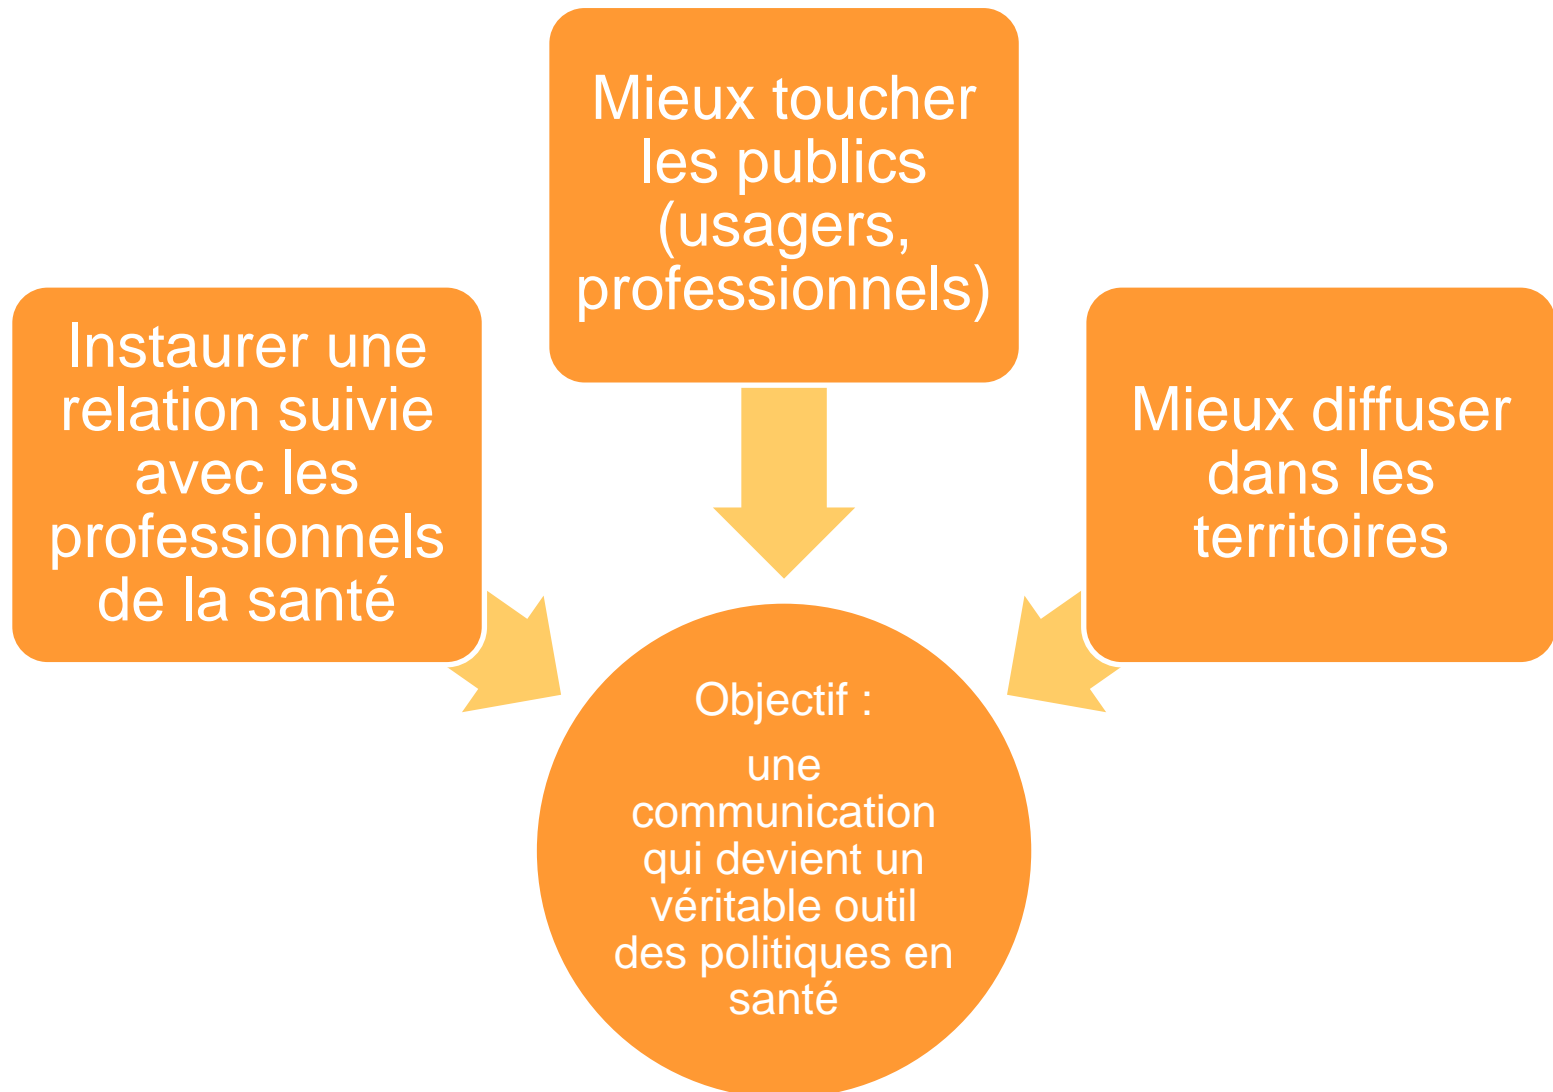 Mieux toucher
les publics
(usagers,
professionnels)
Instaurer une
relation suivie
avec les
professionnels
de la santé
Mieux diffuser
dans les
territoires
Objectif :
une
communication
qui devient un
véritable outil
des politiques en
santé